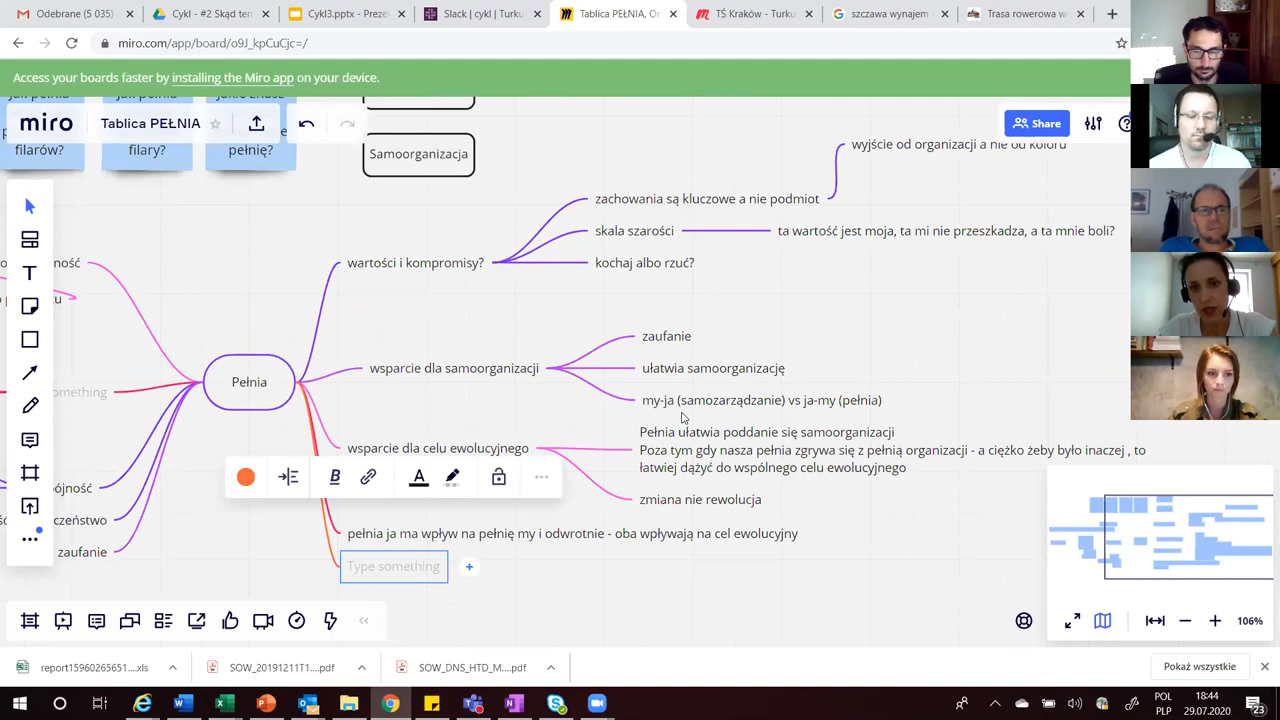 Odebrane (5 035)
Cykl - #2 Skąd ten
Cykl3.pptx - Preze
Slack | cykl | Turku
Tablica PEŁNIA, On
TŚ Kraków - Turkus
szczawa wynajem
Trasa rowerowa w
miro.com/app/board/o9J_kpCuCjc=/
Access your boards faster by installing the Miro app on your device.
miro
Tablica PEŁNIA
Share
filarów?
filary?
pełnię?
Samoorganizacja
wyjście od organizacji a nie od koloru
zachowania są kluczowe a nie podmiot
skala szarości
ta wartość jest moja, ta mi nie przeszkadza, a ta mnie boli?
wartości i kompromisy?
kochaj albo rzuć?
zaufanie
Pełnia
wsparcie dla samoorganizacji
ułatwia samoorganizację
my-ja (samozarządzanie) vs ja-my (pełnia)
Pełnia ułatwia poddanie się samoorganizacji
wsparcie dla celu ewolucyjnego
Poza tym gdy nasza pełnia zgrywa się z pełnią organizacji - a ciężko żeby było inaczej , to
łatwiej dążyć do wspólnego celu ewolucyjnego
zmiana nie rewolucja
B
A
pełnia ja ma wpływ na pełnię my i odwrotnie - oba wpływają na cel ewolucyjny
zaufanie
Type something
106%
report15960265651....xls
SOW_20191211T1....pdf
SOW_DNS_HTD_M....pdf
Pokaż wszystkie
POL
PLP
18:44
29.07.2020
23